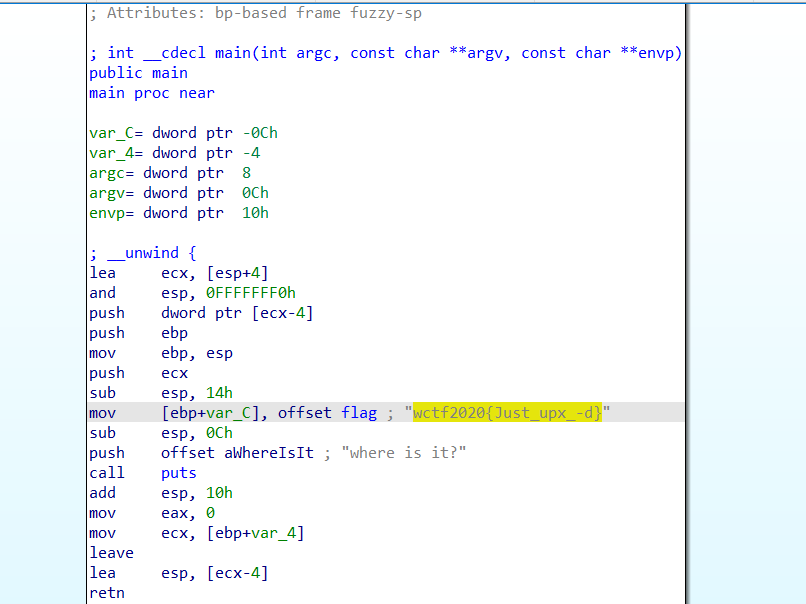 ; Attributes: bp-based frame fuzzy-sp
; int __cdecl main(int argc, const char **argv, const char **envp)
public main
main proc near
var_C= dword ptr -0Ch
var_4= dword ptr -4
argc= dword ptr  8
argv= dword ptr  0Ch
envp= dword ptr  10h
; __unwind {
lea     ecx, [esp+4]
and     esp, 0FFFFFFF0h
push    dword ptr [ecx-4]
push    ebp
mov     ebp, esp
push    ecx
sub     esp, 14h
mov     [ebp+var_C], offset flag ; "wctf2020{Just_upx_-d}"
sub     esp, 0Ch
push    offset aWhereIsIt ; "where is it?"
call    puts
add     esp, 10h
mov     eax, 0
mov     ecx, [ebp+var_4]
leave
lea     esp, [ecx-4]
retn